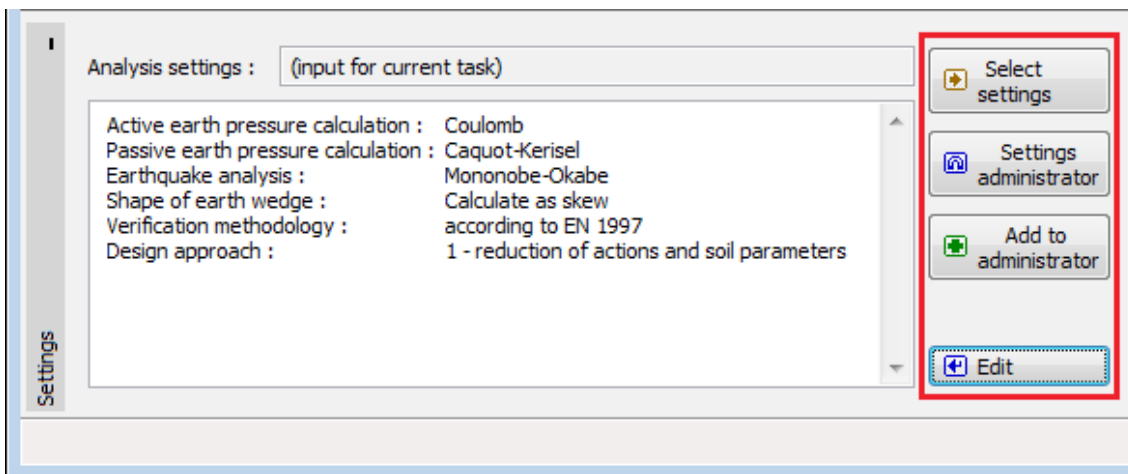 Analysis settings : (input for current task)
Active earth pressure calculation : Coulomb
Passive earth pressure calculation : Caquot-Kerisel
Earthquake analysis : Mononobe-Okabe
Shape of earth wedge : Calculate as skew
Verification methodology : according to EN 1997
Design approach : 1 - reduction of actions and soil parameters
Select
settings
Settings
administrator
Add to
administrator
Edit
Settings